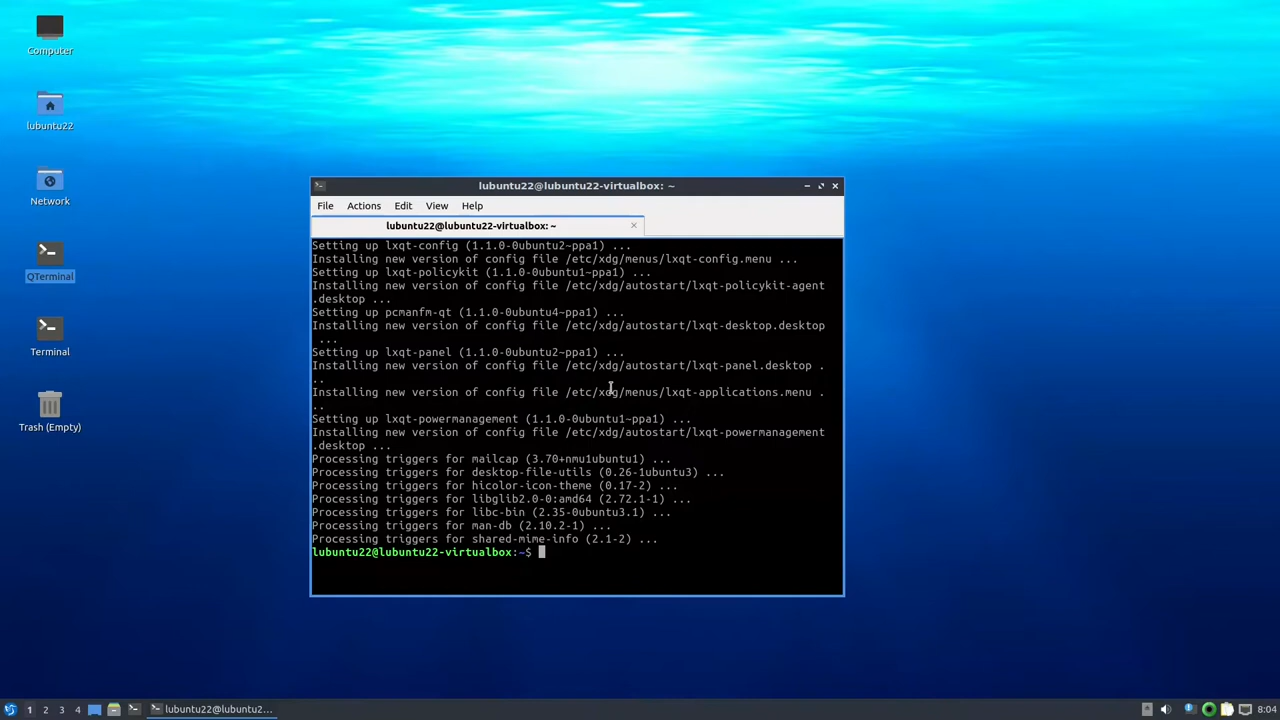 Computer
lubuntu22
Network
QTerminal
Terminal
Trash (Empty)
lubuntu22@lubuntu22-virtualbox: ~
File Actions Edit View Help
lubuntu22@lubuntu22-virtualbox: ~
Setting up lxqt-config (1.1.0-0ubuntu2~ppa1) ...
Installing new version of config file /etc/xdg/menus/lxqt-config.menu ...
Setting up lxqt-policykit (1.1.0-0ubuntu1~ppa1) ...
Installing new version of config file /etc/xdg/autostart/lxqt-policykit-agent
.desktop ...
Setting up pcmanfm-qt (1.1.0-0ubuntu4~ppa1) ...
Installing new version of config file /etc/xdg/autostart/lxqt-desktop.desktop
...
Setting up lxqt-panel (1.1.0-0ubuntu2~ppa1) ...
Installing new version of config file /etc/xdg/autostart/lxqt-panel.desktop .
..
Installing new version of config file /etc/xdg/menus/lxqt-applications.menu .
..
Setting up lxqt-powermanagement (1.1.0-0ubuntu1~ppa1) ...
Installing new version of config file /etc/xdg/autostart/lxqt-powermanagement
.desktop ...
Processing triggers for mailcap (3.70+nmu1ubuntu1) ...
Processing triggers for desktop-file-utils (0.26-1ubuntu3) ...
Processing triggers for hicolor-icon-theme (0.17-2) ...
Processing triggers for libglib2.0-0:amd64 (2.72.1-1) ...
Processing triggers for libc-bin (2.35-0ubuntu3.1) ...
Processing triggers for man-db (2.10.2-1) ...
Processing triggers for shared-mime-info (2.1-2) ...
lubuntu22@lubuntu22-virtualbox:~$
1 2 3 4 lubuntu22@lubuntu2... 8:04